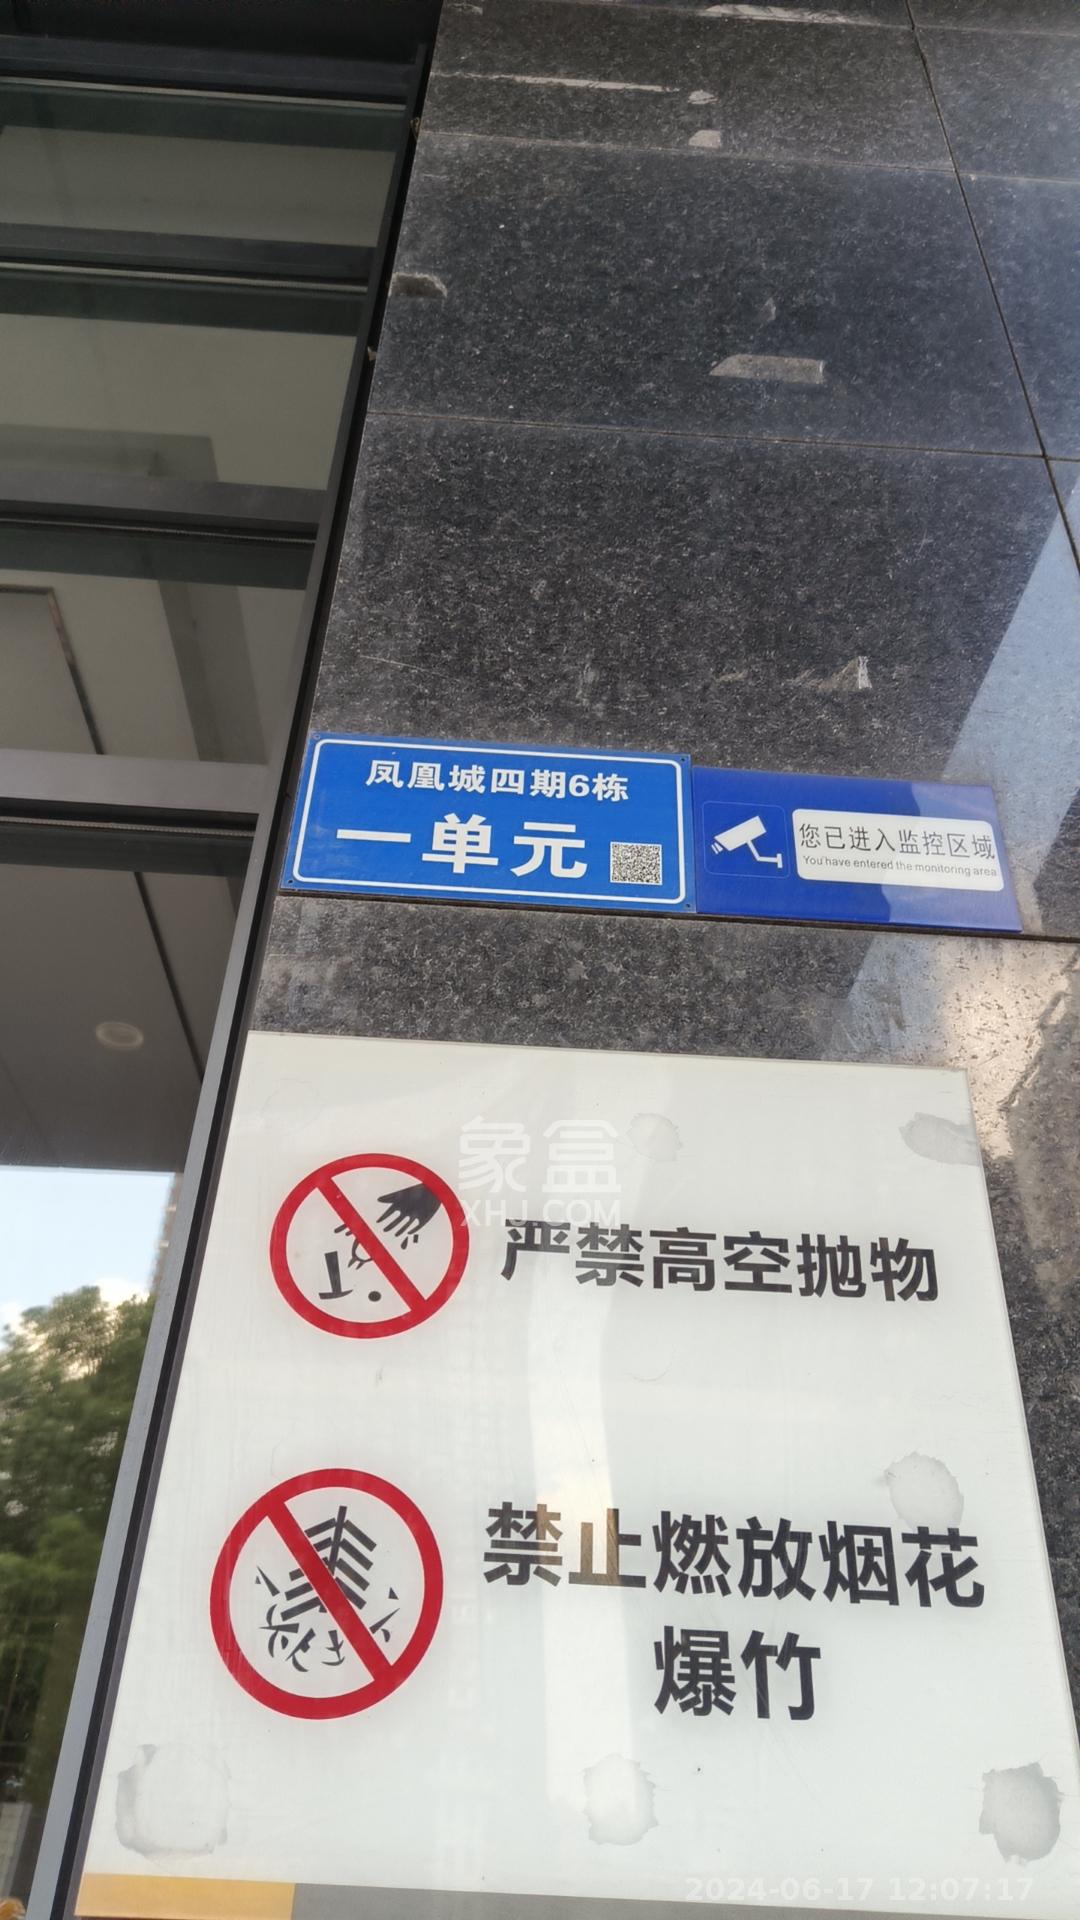 凤凰城四期6栋
一单元
您已进入监控区域
You have entered the monitoring area
象盒
XHJ.COM
严禁高空抛物
禁止燃放烟花
爆竹
2024-06-17 12:07:17